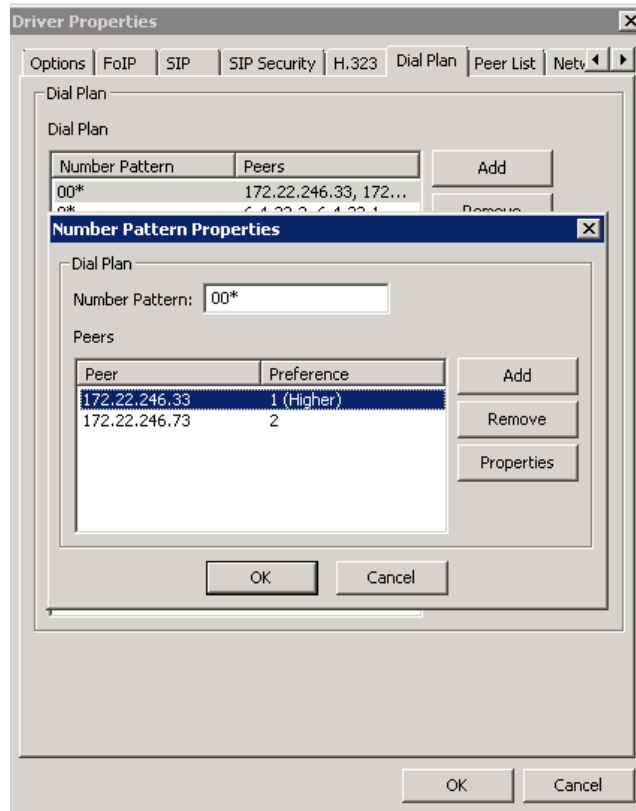 Driver Properties
Options FoIP SIP SIP Security H.323 Dial Plan Peer List
Dial Plan
Dial Plan
Number Pattern Peers
Add
00* 172.22.246.33, 172...
Remove
Number Pattern Properties
Dial Plan
Number Pattern: 00*
Peers
Peer Preference
Add
172.22.246.33 1 (Higher)
172.22.246.73 2
Remove
Properties
OK Cancel
OK Cancel